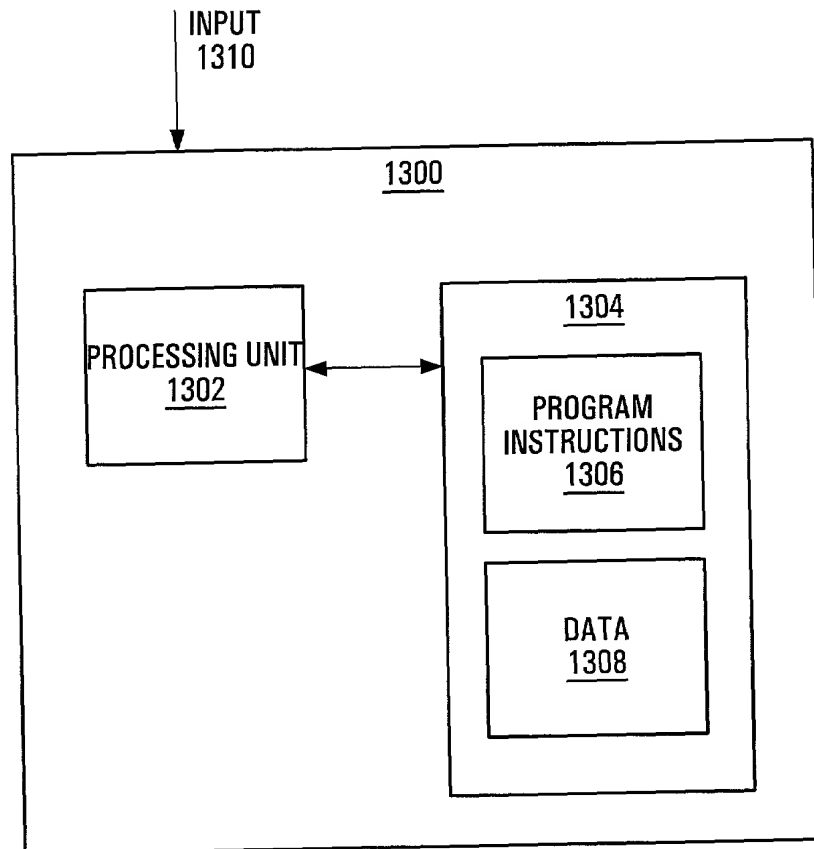 INPUT
1310
1300
PROCESSING UNIT
1302
1304
PROGRAM
INSTRUCTIONS
1306
DATA
1308